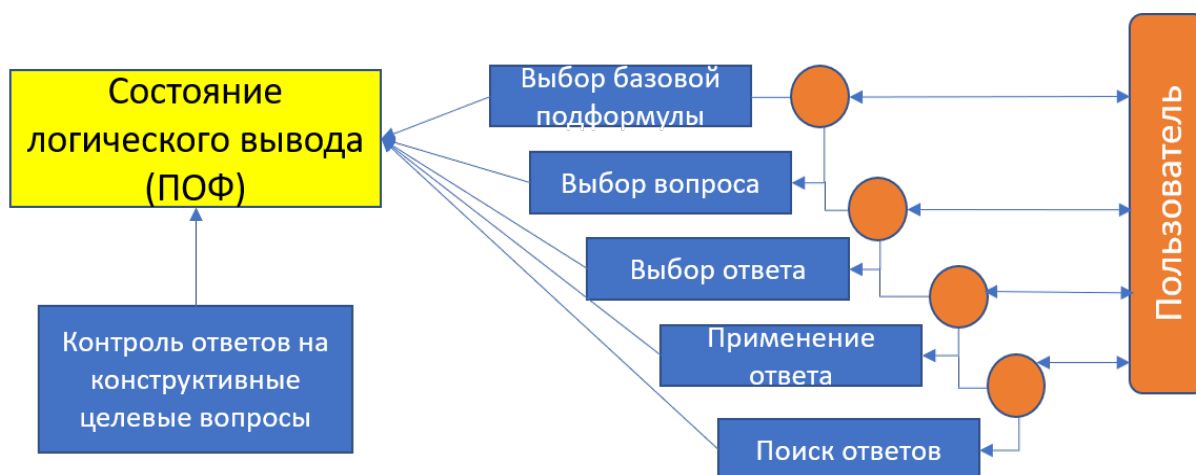 Состояние
логического вывода
(ПОФ)
Контроль ответов на
конструктивные
целевые вопросы
Выбор базовой
подформулы
Выбор вопроса
Выбор ответа
Применение
ответа
Поиск ответов
Пользователь